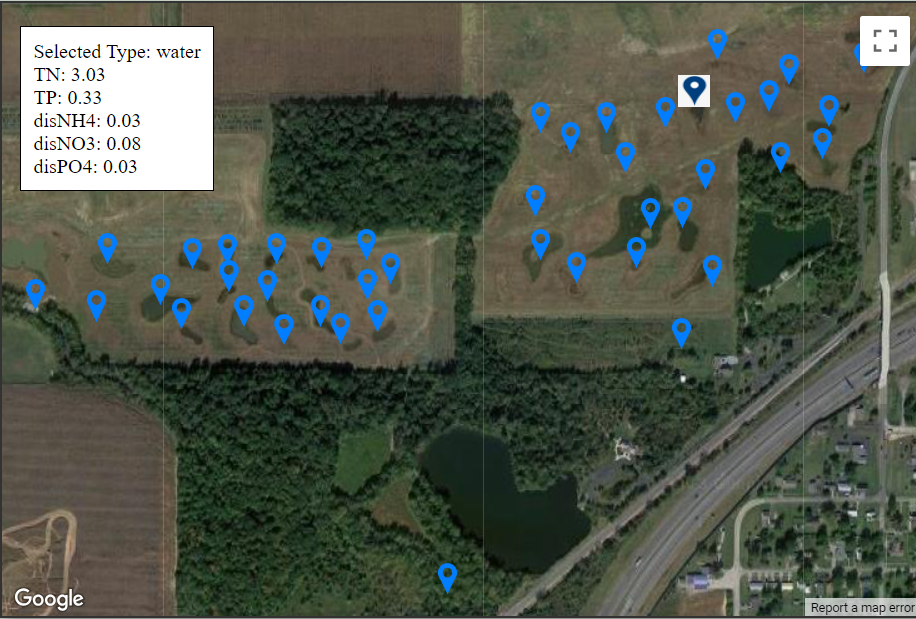 Selected Type: water
TN: 3.03
TP: 0.33
disNH4: 0.03
disNO3: 0.08
disPO4: 0.03
Google
Report a map error